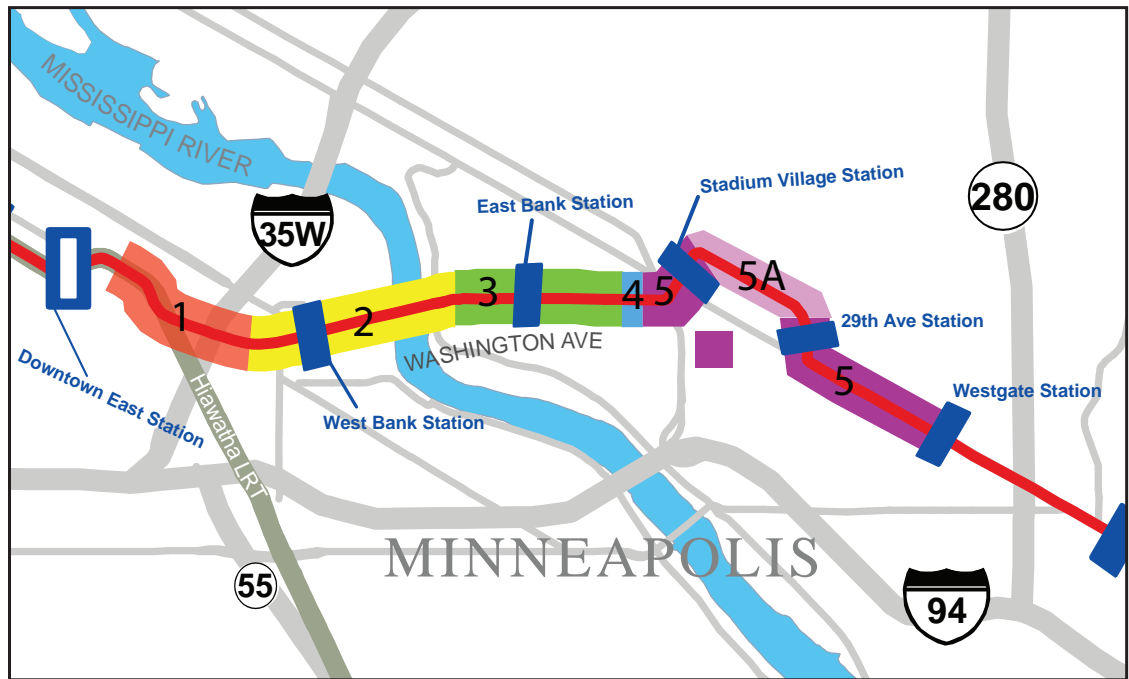 MISSISSIPPI RIVER
35W
Stadium Village Station
East Bank Station
280
5A
3
4
5
1
2
29th Ave Station
WASHINGTON AVE
5
Downtown East Station
Hiawatha LRT
West Bank Station
Westgate Station
MINNEAPOLIS
55
94